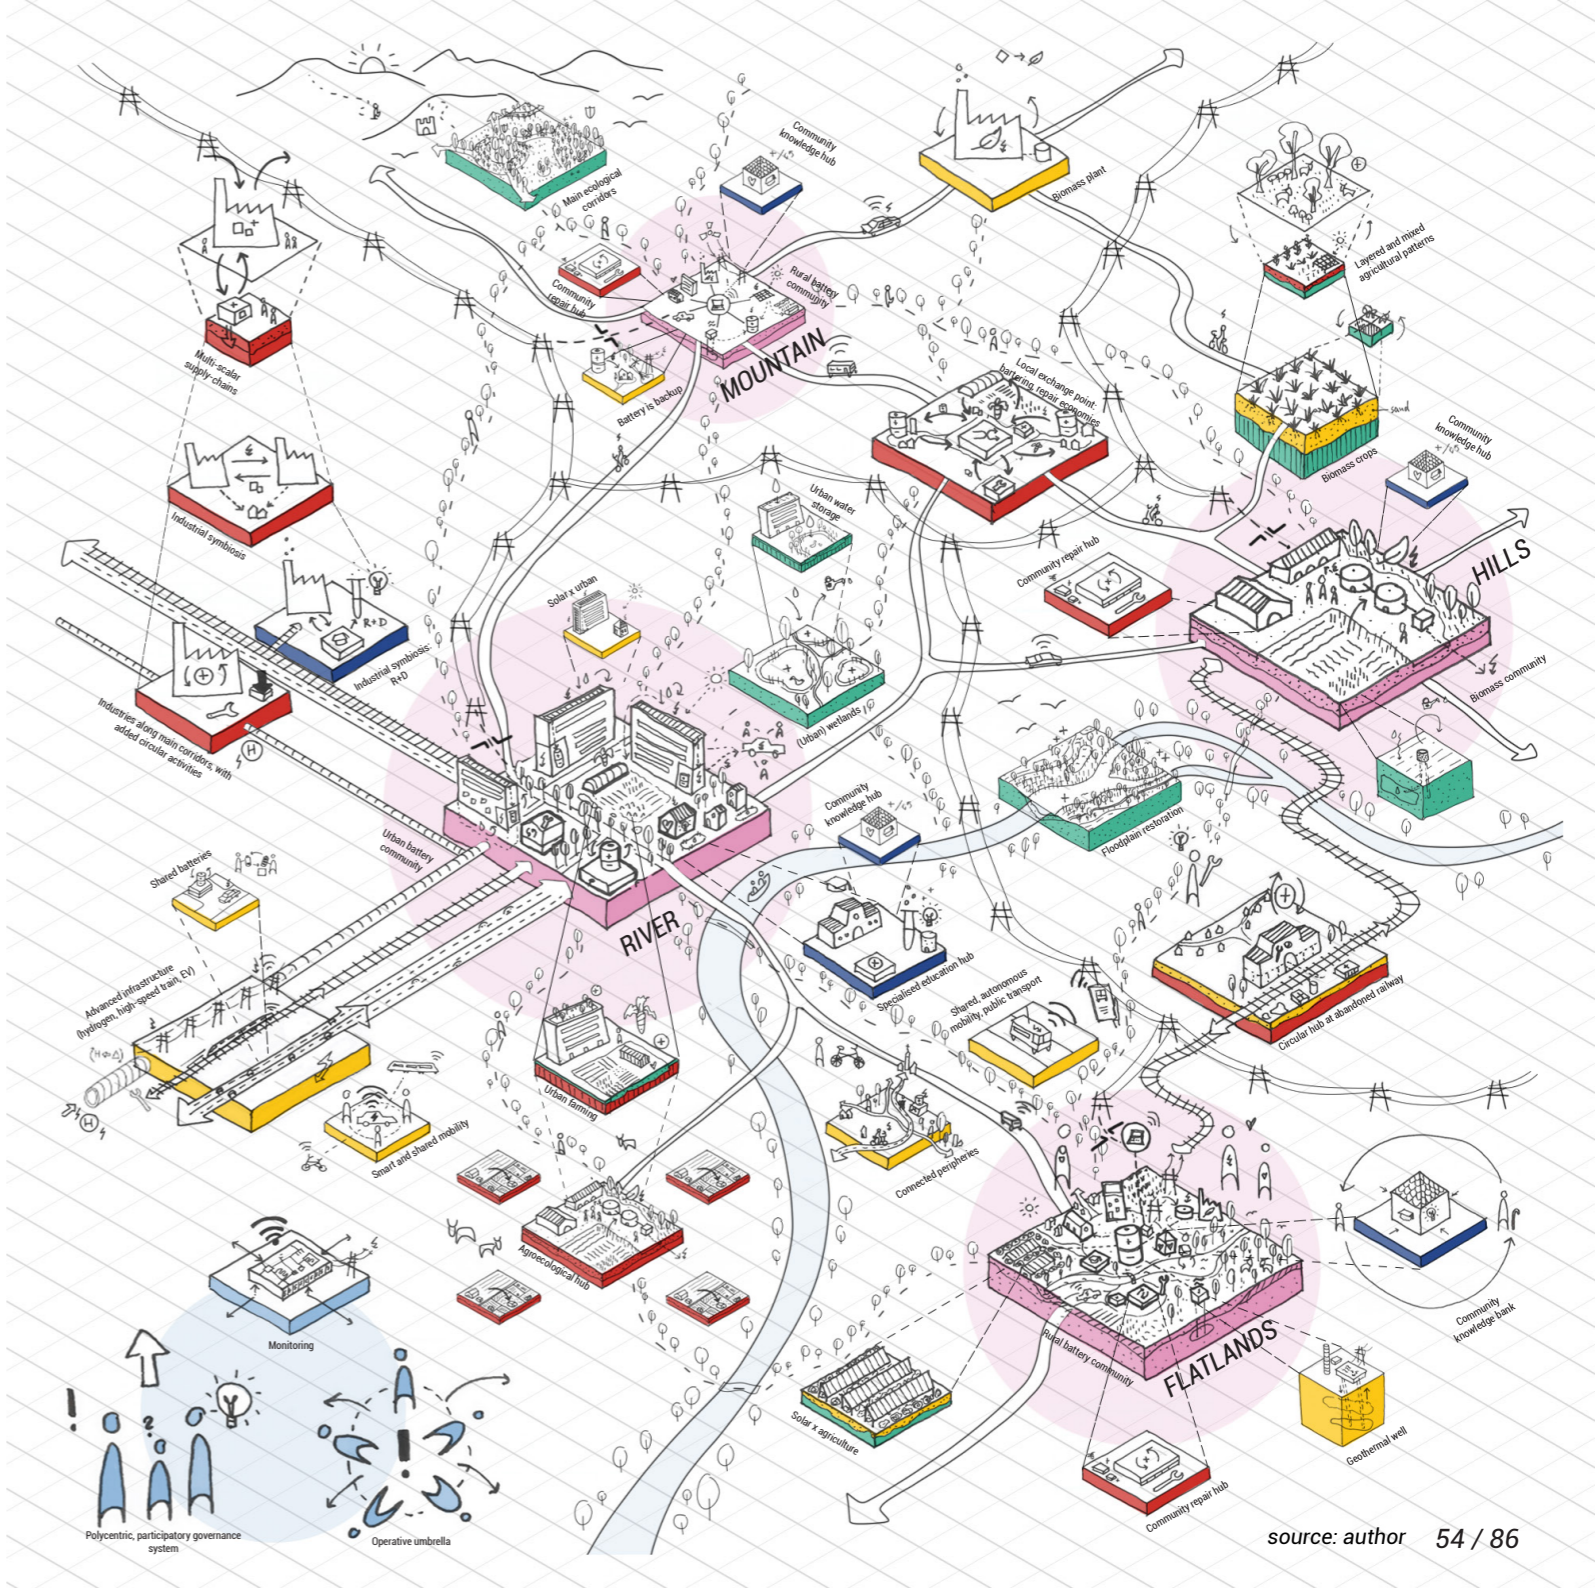 Community
knowledge hub
Main ecological
corridors
Biomass plant
Layered and mixed
agricultural patterns
Community
repair hub
Rural battery
community
MOUNTAIN
Battery is backup
Multi-scalar
supply-chains
Local exchange point:
bartering, repair economies
sand
Biomass crops
Community
knowledge hub
Industrial symbiosis
Urban water
storage
HILLS
Community repair hub
Solar x urban
R+D
Industrial symbiosis:
R+D
Biomass community
(Urban) wetlands
Industries along main corridors, with
added circular activities
H
Floodplain restoration
Urban battery
community
Community
knowledge hub
Shared batteries
RIVER
Specialised education hub
Advanced infrastructure
(hydrogen, high-speed train, EV)
Shared, autonomous
mobility, public transport
Circular hub at abandoned railway
H
Urban farming
Smart and shared mobility
Connected peripheries
Agroecological hub
Community
knowledge bank
Monitoring
Rural battery community
FLATLANDS
Solar x agriculture
Geothermal well
Community repair hub
Polycentric, participatory governance
system
Operative umbrella
source: author 54 / 86